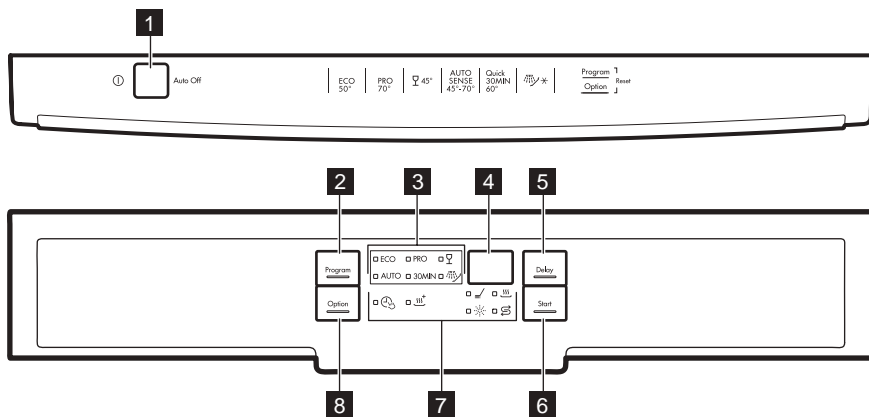 1
Auto Off
ECO
50°
PRO
70°
45°
AUTO
SENSE
45°-70°
Quick
30MIN
60°
Program
Option
Reset
2
3
4
5
Program
ECO PRO
AUTO 30MIN
Delay
Option
Start
8
7
6